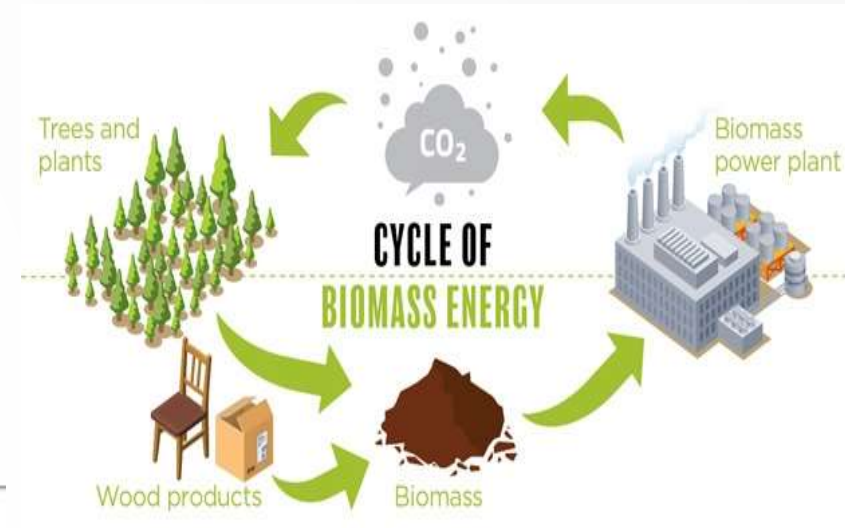 CO₂
Trees and
plants
Biomass
power plant
CYCLE OF
BIOMASS ENERGY
Wood products
Biomass